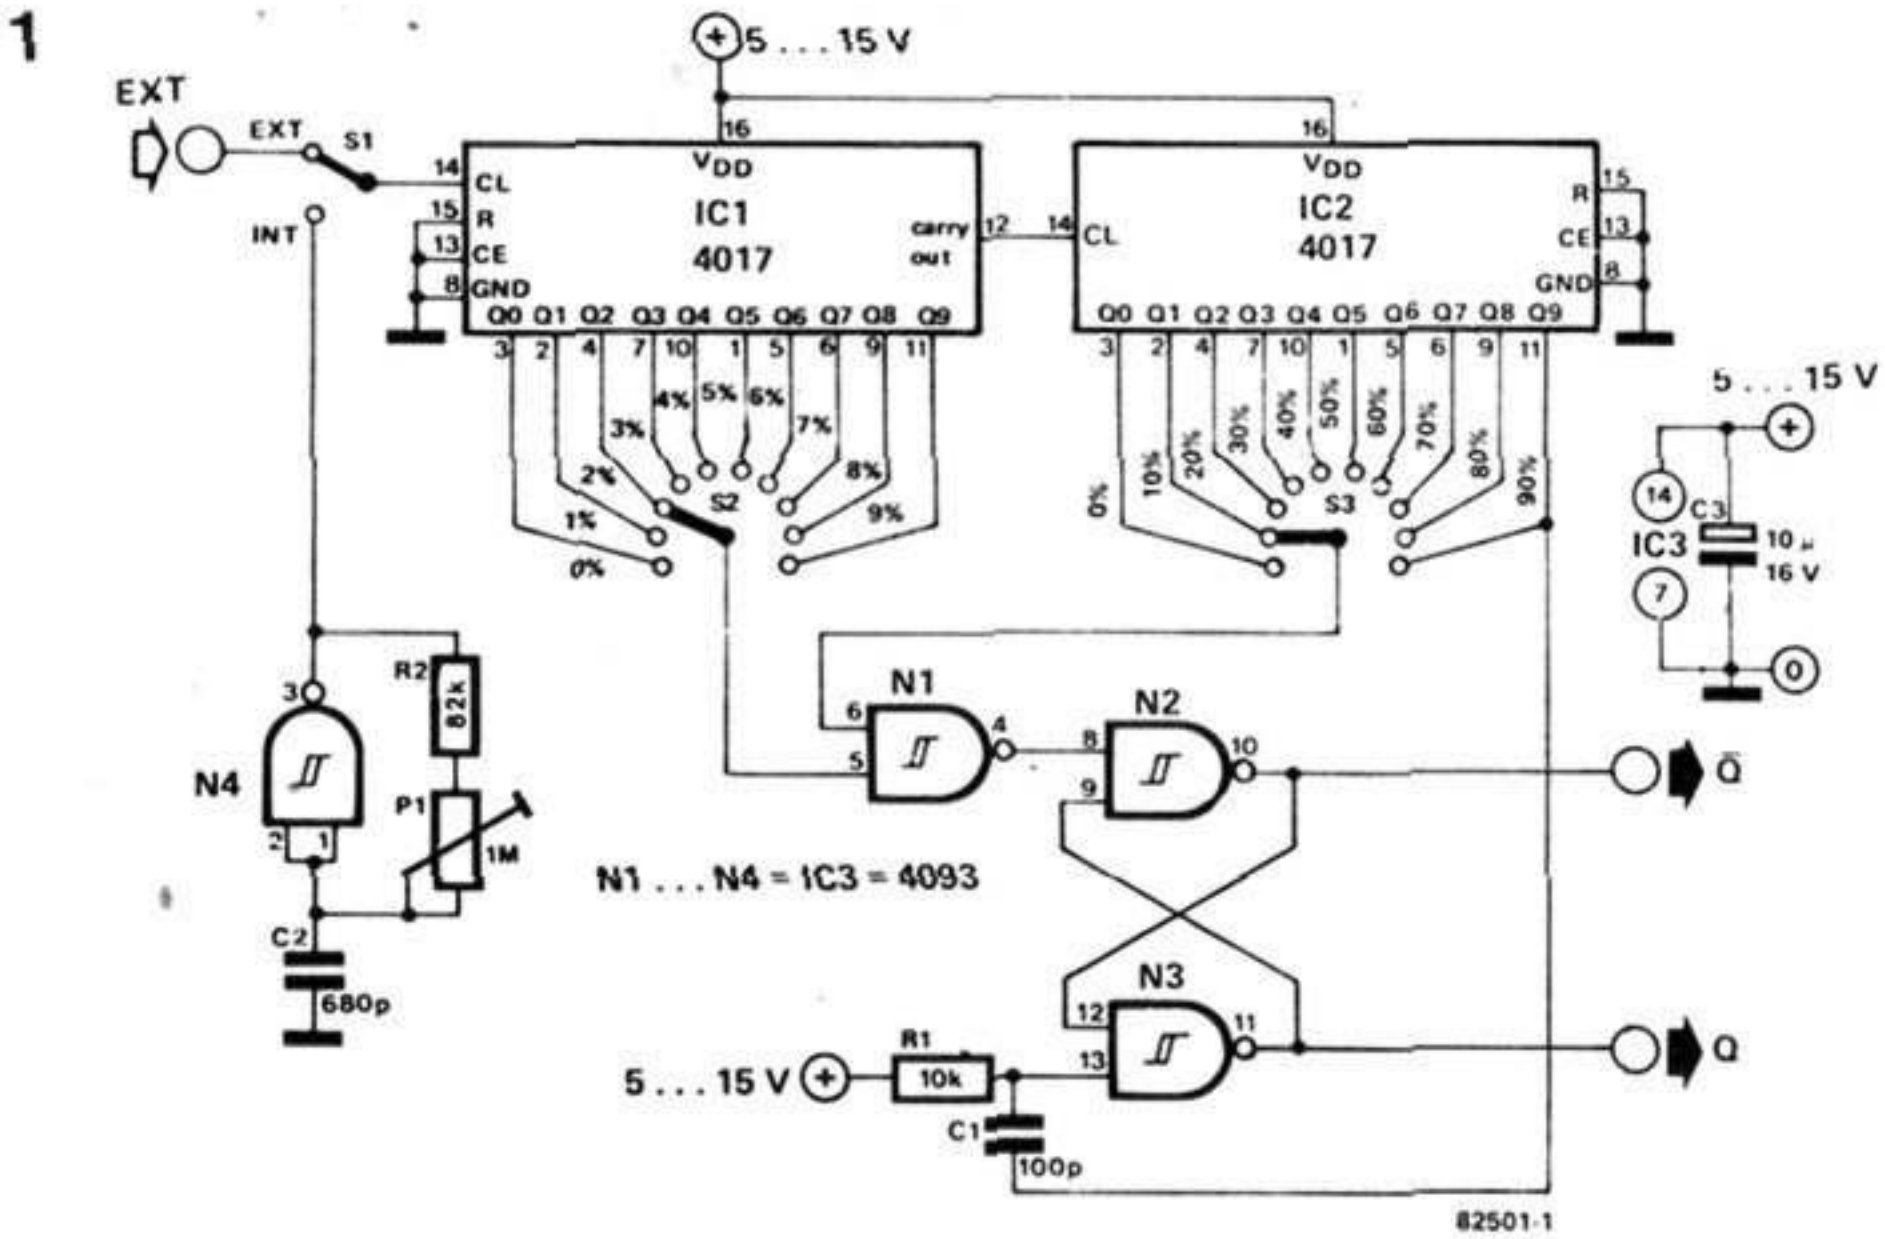 1
5 ... 15 V
EXT
EXT
S1
INT
16
VDD
IC1
4017
14
CL
15
R
13
CE
8
GND
carry
out
12
Q0 Q1 Q2 Q3 Q4 Q5 Q6 Q7 Q8 Q9
3 2 4 7 10 1 5 6 9 11
16
VDD
IC2
4017
14
CL
R
15
CE
13
GND
8
Q0 Q1 Q2 Q3 Q4 Q5 Q6 Q7 Q8 Q9
3 2 4 7 10 1 5 6 9 11
0%
1%
2%
3%
4%
5%
6%
7%
8%
9%
S2
0%
10%
20%
30%
40%
50%
60%
70%
80%
90%
S3
5 ... 15 V
+
14
IC3
7
C3
10 µ
16 V
0
R2
82k
3
N4
2 1
P1
1M
C2
680p
N1
6
5
4
N2
8
9
10
Q̅
N1 ... N4 = IC3 = 4093
N3
12
13
11
Q
5 ... 15 V +
R1
10k
C1
100p
82501-1